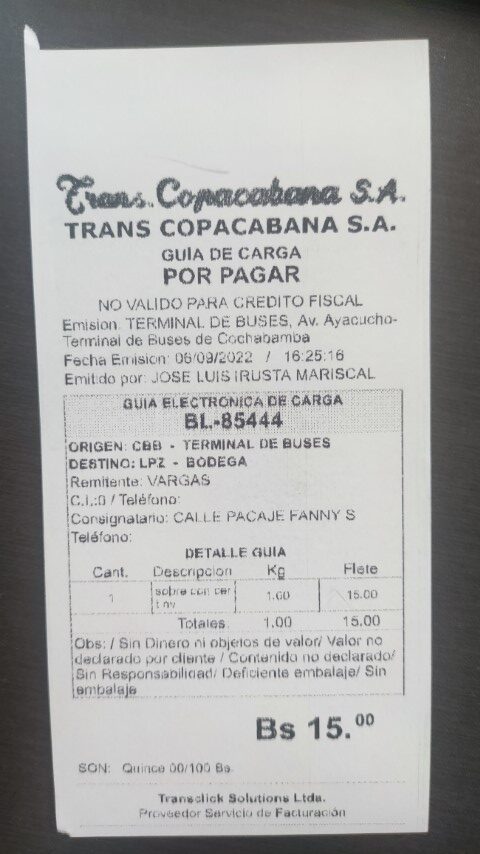 Trans Copacabana S.A.
TRANS COPACABANA S.A.
GUÍA DE CARGA
POR PAGAR
NO VALIDO PARA CREDITO FISCAL
Emision: TERMINAL DE BUSES, Av. Ayacucho-
Terminal de Buses de Cochabamba
Fecha Emision: 06/09/2022 / 16:25:16
Emitido por: JOSE LUIS IRUSTA MARISCAL
GUIA ELECTRONICA DE CARGA
BL-85444
ORIGEN: CBB - TERMINAL DE BUSES
DESTINO: LPZ - BODEGA
Remitente: VARGAS
C.I.:0 / Teléfono:
Consignatario: CALLE PACAJE FANNY S
Teléfono:
DETALLE GUIA
Cant. Descripcion Kg Flete
1 sobre con cer 1.00 15.00
Totales 1.00 15.00
Obs: / Sin Dinero ni objetos de valor/ Valor no
declarado por cliente / Contenido no declarado/
Sin Responsabilidad/ Deficiente embalaje/ Sin
embalaje
Bs 15.00
SON: Quince 00/100 Bs.
Transclick Solutions Ltda.
Proveedor Servicio de Facturación